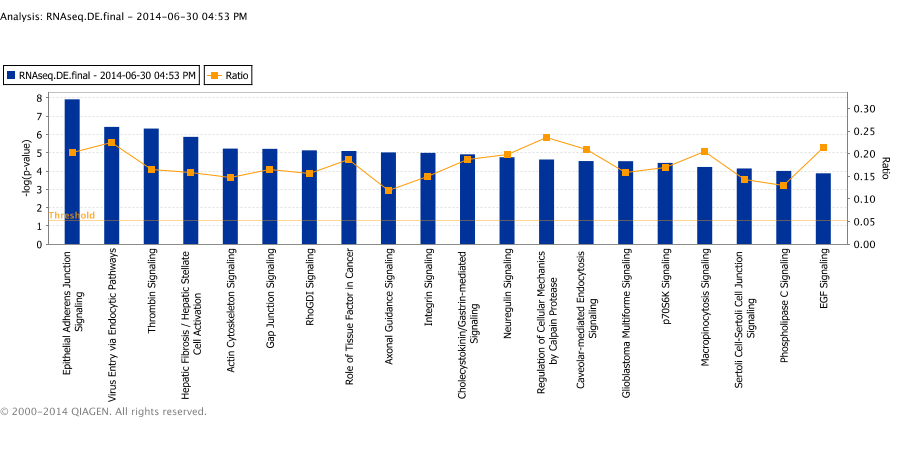 Analysis: RNAseq.DE.final - 2014-06-30 04:53 PM
RNAseq.DE.final - 2014-06-30 04:53 PM
Ratio
8
7
6
5
4
3
2
1
0
-log(p-value)
Threshold
0.30
0.25
0.20
0.15
0.10
0.05
0.00
Ratio
Epithelial Adherens Junction
Signaling
Virus Entry via Endocytic Pathways
Thrombin Signaling
Hepatic Fibrosis / Hepatic Stellate
Cell Activation
Actin Cytoskeleton Signaling
Gap Junction Signaling
RhoGDI Signaling
Role of Tissue Factor in Cancer
Axonal Guidance Signaling
Integrin Signaling
Cholecystokinin/Gastrin-mediated
Signaling
Neuregulin Signaling
Regulation of Cellular Mechanics
by Calpain Protease
Caveolar-mediated Endocytosis
Signaling
Glioblastoma Multiforme Signaling
p70S6K Signaling
Macropinocytosis Signaling
Sertoli Cell-Sertoli Cell Junction
Signaling
Phospholipase C Signaling
EGF Signaling
© 2000-2014 QIAGEN. All rights reserved.